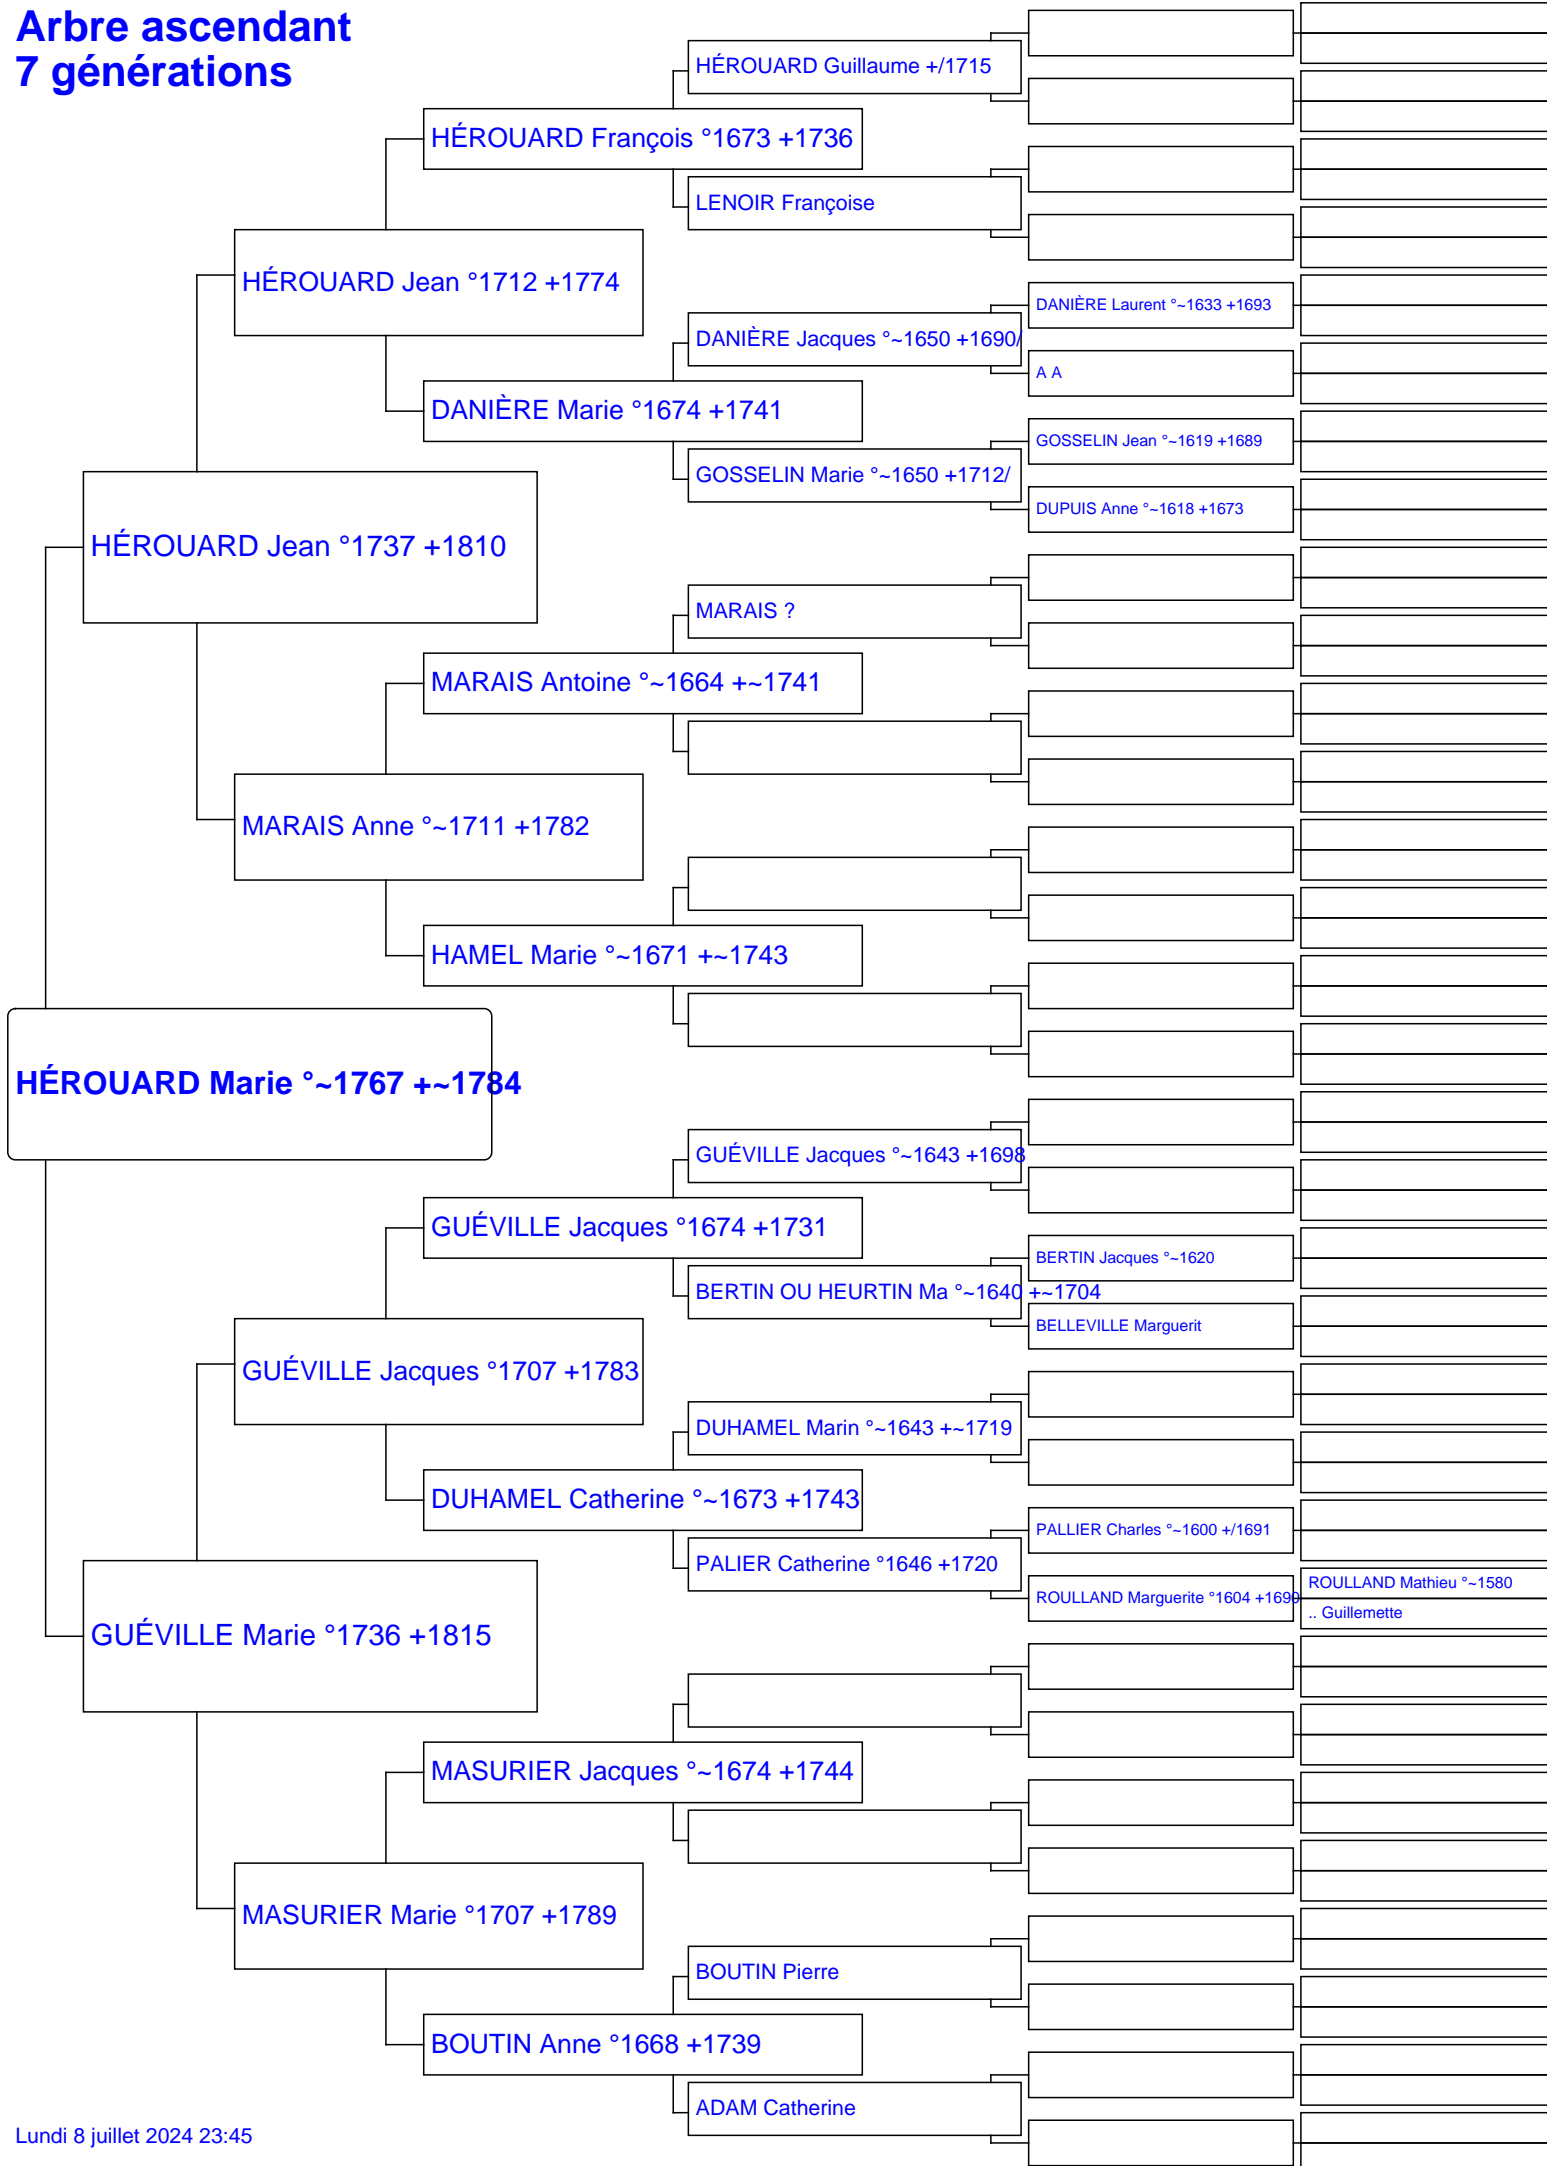 Arbre ascendant
7 générations
HÉROUARD Guillaume +/1715
HÉROUARD François °1673 +1736
LENOIR Françoise
HÉROUARD Jean °1712 +1774
DANIÈRE Laurent °~1633 +1693
DANIÈRE Jacques °~1650 +1690/
A A
DANIÈRE Marie °1674 +1741
GOSSELIN Jean °~1619 +1689
GOSSELIN Marie °~1650 +1712/
DUPUIS Anne °~1618 +1673
HÉROUARD Jean °1737 +1810
MARAIS ?
MARAIS Antoine °~1664 +~1741
MARAIS Anne °~1711 +1782
HAMEL Marie °~1671 +~1743
HÉROUARD Marie °~1767 +~1784
GUÉVILLE Jacques °~1643 +1698
GUÉVILLE Jacques °1674 +1731
BERTIN Jacques °~1620
BERTIN OU HEURTIN Ma °~1640 +~1704
BELLEVILLE Marguerit
GUÉVILLE Jacques °1707 +1783
DUHAMEL Marin °~1643 +~1719
DUHAMEL Catherine °~1673 +1743
PALLIER Charles °~1600 +/1691
PALIER Catherine °1646 +1720
ROULLAND Mathieu °~1580
ROULLAND Marguerite °1604 +1690
.. Guillemette
GUÉVILLE Marie °1736 +1815
MASURIER Jacques °~1674 +1744
MASURIER Marie °1707 +1789
BOUTIN Pierre
BOUTIN Anne °1668 +1739
ADAM Catherine
Lundi 8 juillet 2024 23:45